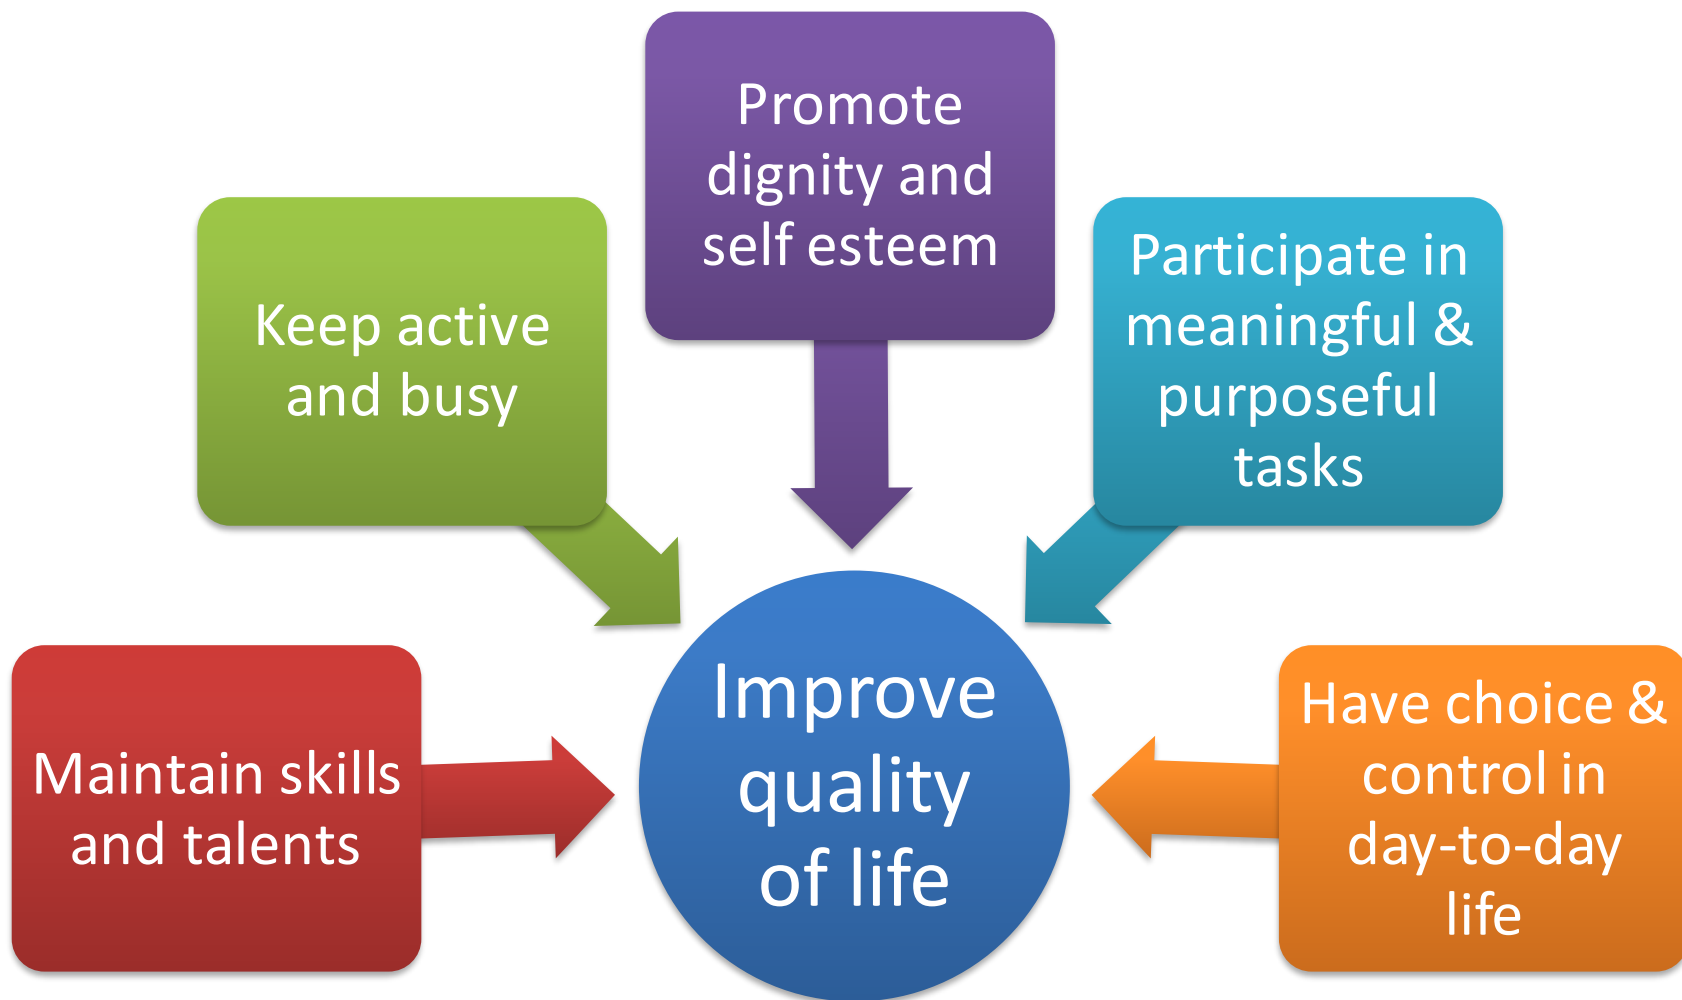 Promote
dignity and
self esteem
Keep active
and busy
Participate in
meaningful &
purposeful
tasks
Maintain skills
and talents
Improve
quality
of life
Have choice &
control in
day-to-day
life